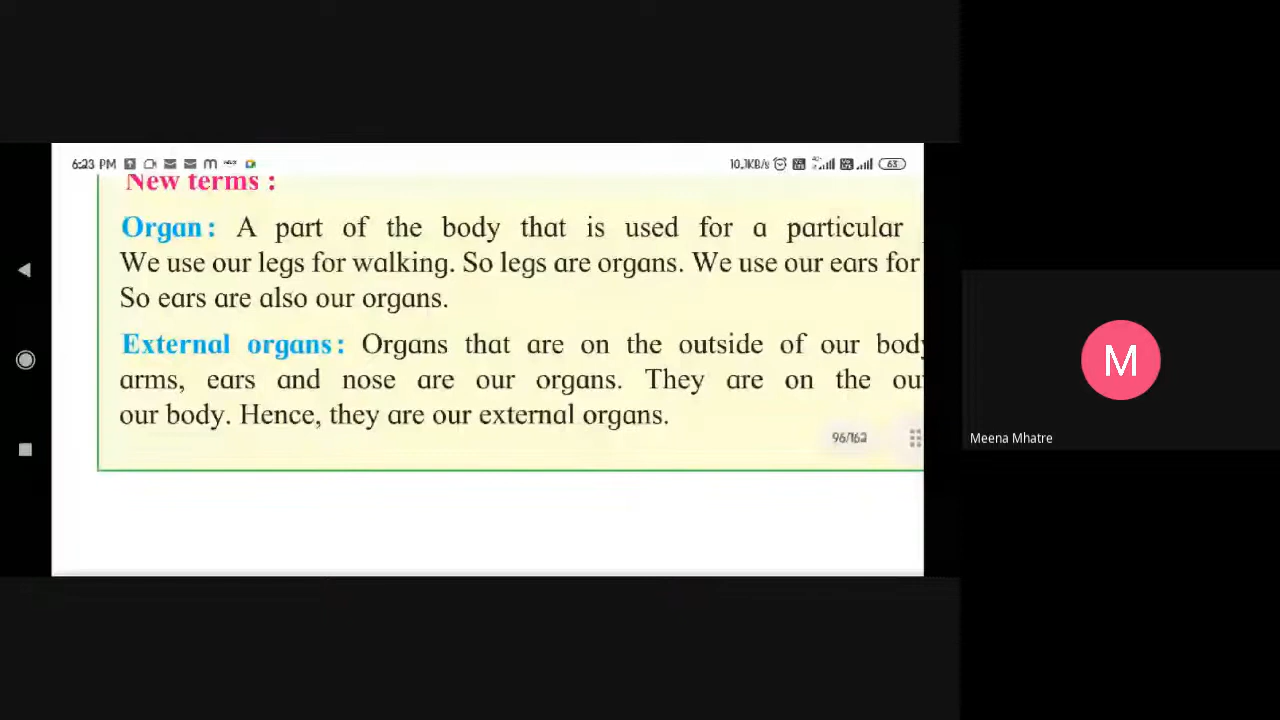 6:23 PM
10.1KB/s
63
New terms :
Organ : A part of the body that is used for a particular
We use our legs for walking. So legs are organs. We use our ears for
So ears are also our organs.
External organs : Organs that are on the outside of our body
arms, ears and nose are our organs. They are on the ou
our body. Hence, they are our external organs.
96/162
M
Meena Mhatre